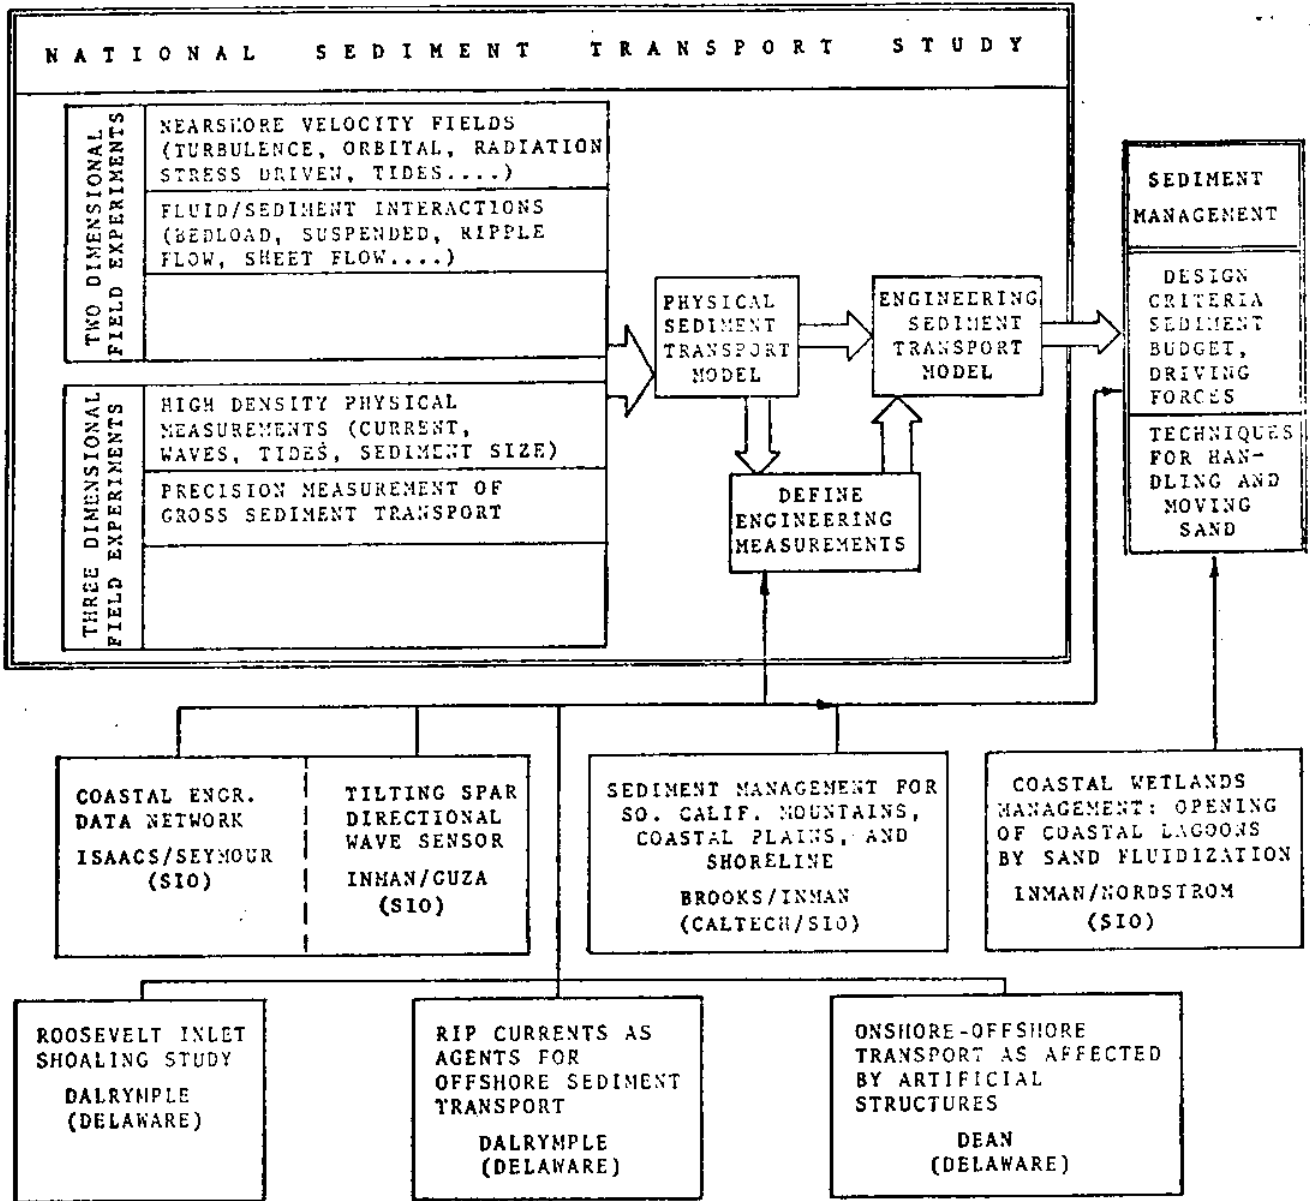 NATIONAL SEDIMENT TRANSPORT STUDY
TWO DIMENSIONAL
FIELD EXPERIMENTS
NEARSHORE VELOCITY FIELDS
(TURBULENCE, ORBITAL, RADIATION
STRESS DRIVEN, TIDES....)
FLUID/SEDIMENT INTERACTIONS
(BEDLOAD, SUSPENDED, RIPPLE
FLOW, SHEET FLOW....)
THREE DIMENSIONAL
FIELD EXPERIMENTS
HIGH DENSITY PHYSICAL
MEASUREMENTS (CURRENT,
WAVES, TIDES, SEDIMENT SIZE)
PRECISION MEASUREMENT OF
GROSS SEDIMENT TRANSPORT
PHYSICAL
SEDIMENT
TRANSPORT
MODEL
ENGINEERING
SEDIMENT
TRANSPORT
MODEL
DEFINE
ENGINEERING
MEASUREMENTS
SEDIMENT
MANAGEMENT
DESIGN
CRITERIA
SEDIMENT
BUDGET,
DRIVING
FORCES
TECHNIQUES
FOR HAN-
DLING AND
MOVING
SAND
COASTAL ENGR.
DATA NETWORK
ISAACS/SEYMOUR
(SIO)
TILTING SPAR
DIRECTIONAL
WAVE SENSOR
INMAN/GUZA
(SIO)
SEDIMENT MANAGEMENT FOR
SO. CALIF. MOUNTAINS,
COASTAL PLAINS, AND
SHORELINE
BROOKS/INMAN
(CALTECH/SIO)
COASTAL WETLANDS
MANAGEMENT: OPENING
OF COASTAL LAGOONS
BY SAND FLUIDIZATION
INMAN/NORDSTROM
(SIO)
ROOSEVELT INLET
SHOALING STUDY
DALRYMPLE
(DELAWARE)
RIP CURRENTS AS
AGENTS FOR
OFFSHORE SEDIMENT
TRANSPORT
DALRYMPLE
(DELAWARE)
ONSHORE-OFFSHORE
TRANSPORT AS AFFECTED
BY ARTIFICIAL
STRUCTURES
DEAN
(DELAWARE)